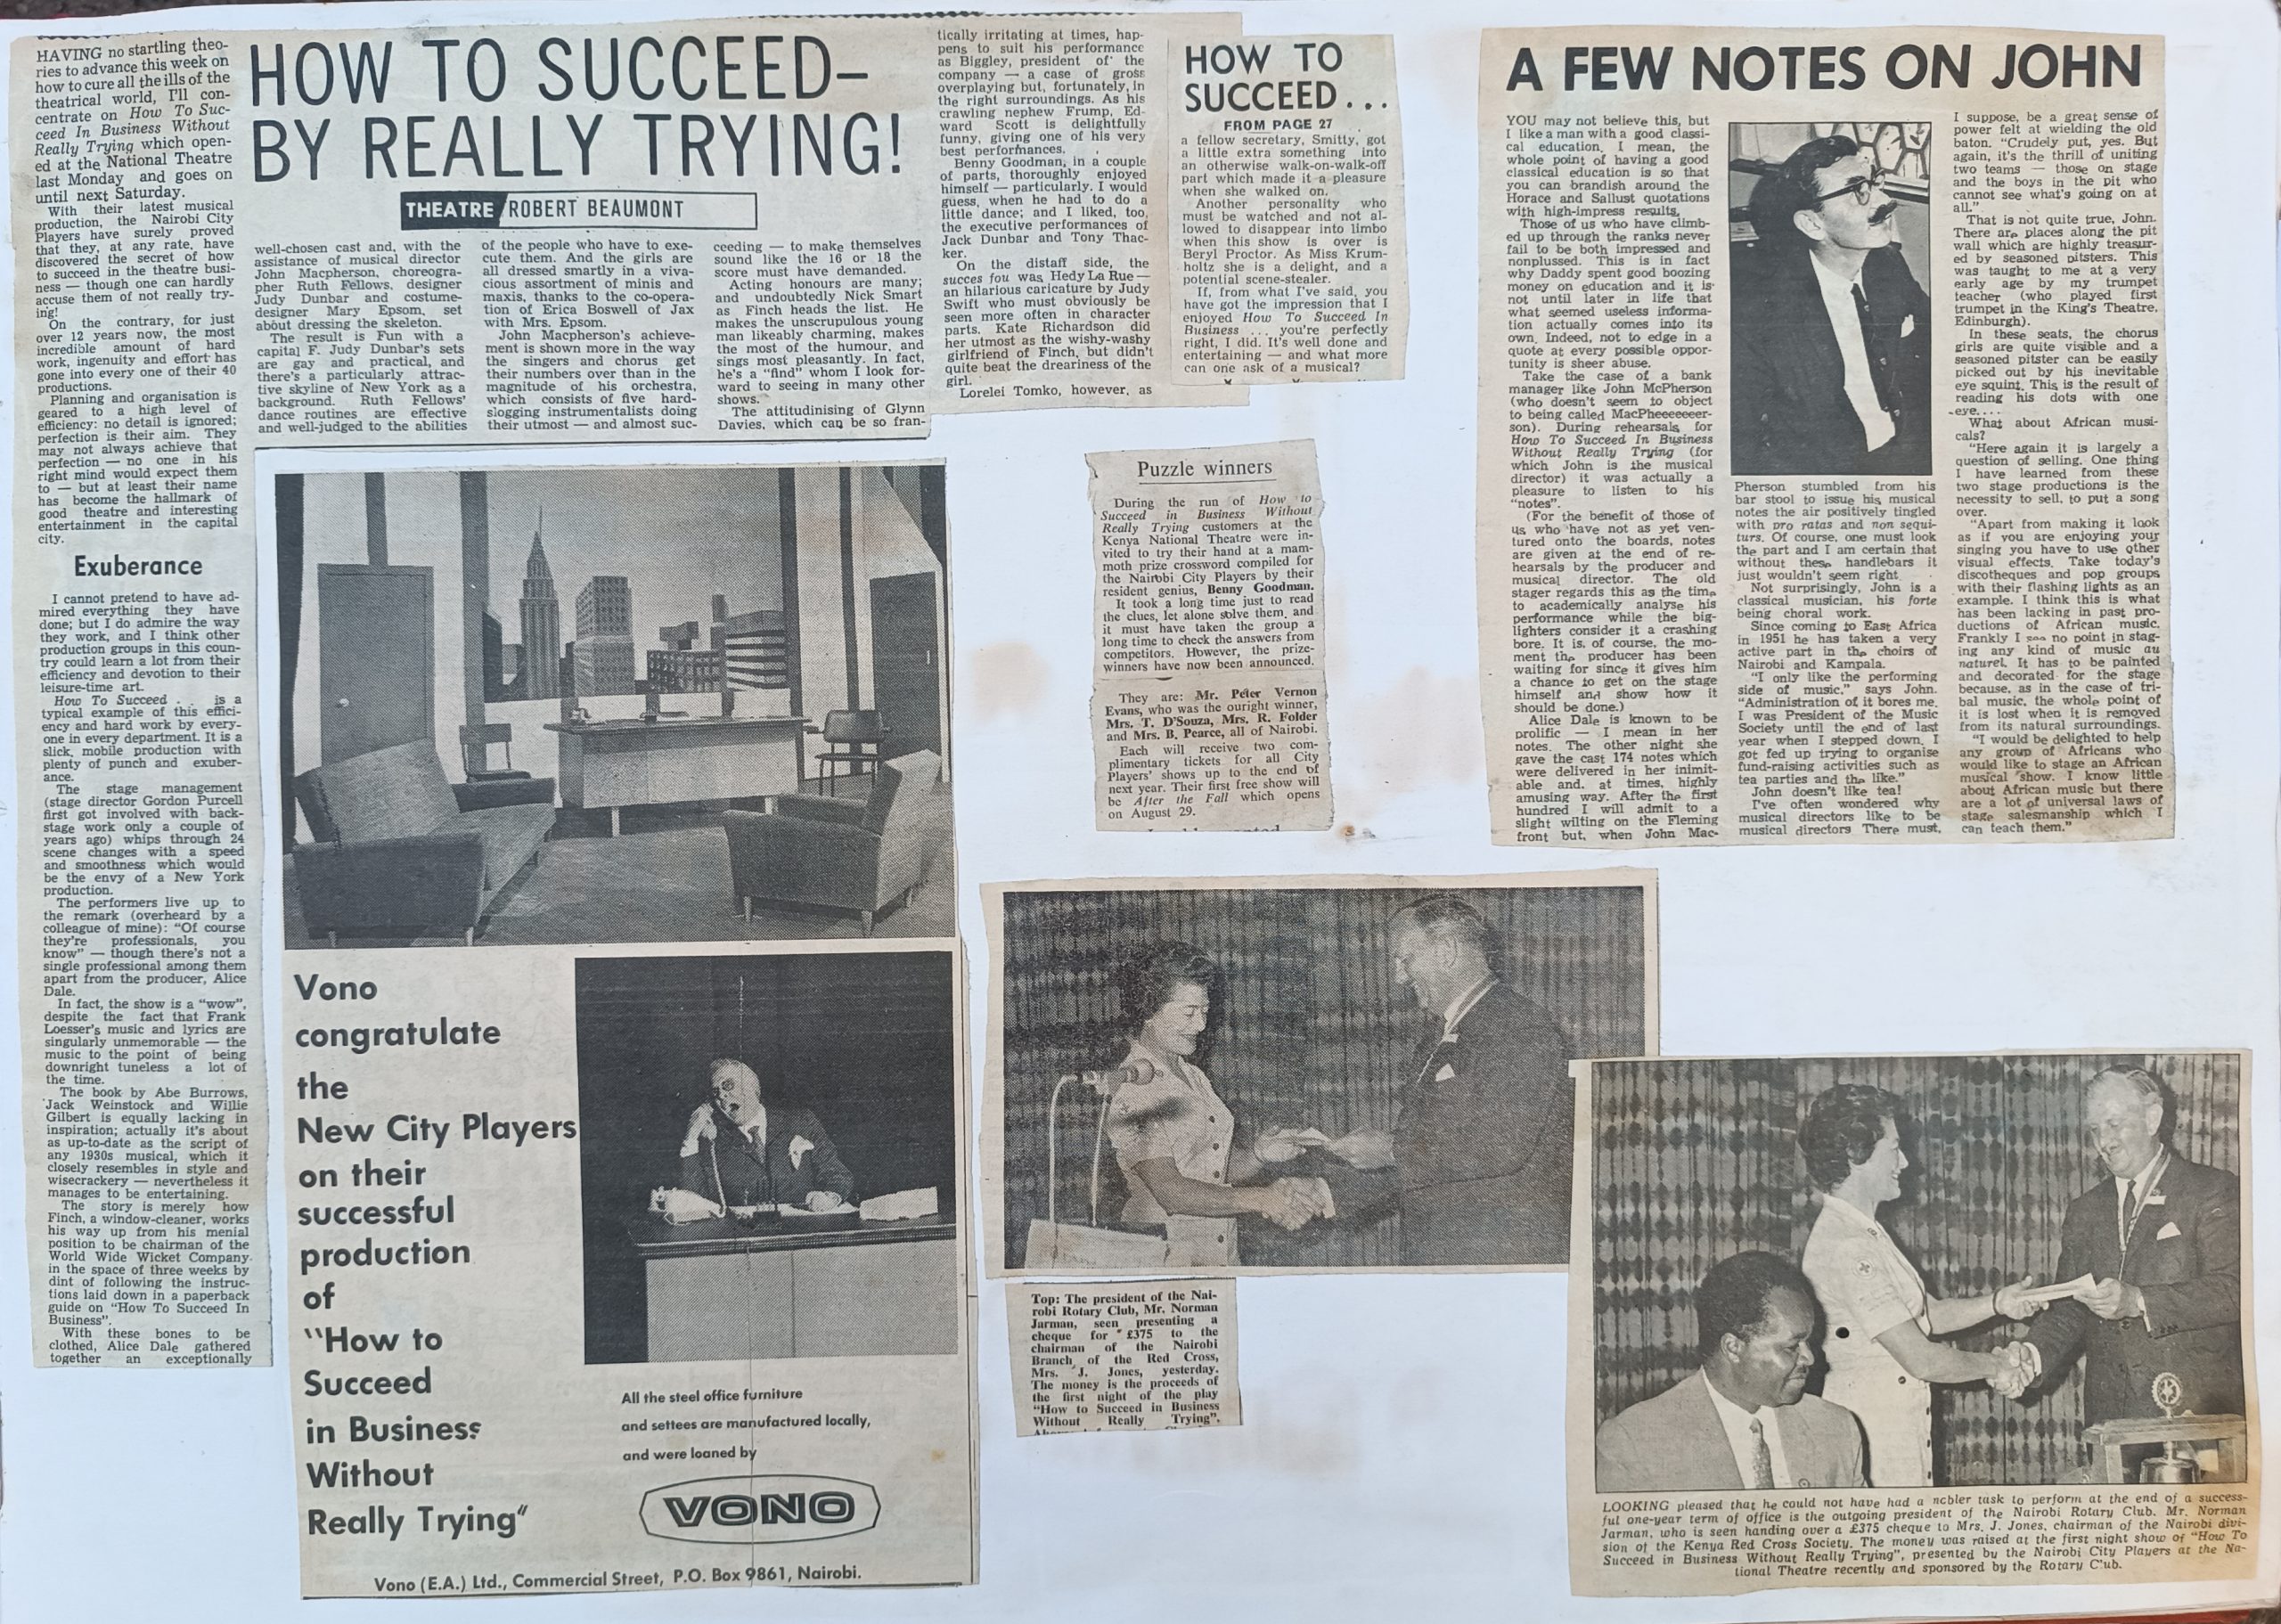 HAVING no startling theo-
ries to advance this week on
how to cure all the ills of the
theatrical world, I'll con-
centrate on How To Suc-
ceed In Business Without
Really Trying which open-
ed at the National Theatre
last Monday and goes on
until next Saturday.
With their latest musical
production, the Nairobi City
Players have surely proved
that they, at any rate, have
discovered the secret of how
to succeed in the theatre busi-
ness — though one can hardly
accuse them of not really try-
ing!
On the contrary, for just
over 12 years now, the most
incredible amount of hard
work, ingenuity and effort has
gone into every one of their 40
productions.
Planning and organisation is
geared to a high level of
efficiency: no detail is ignored;
perfection is their aim. They
may not always achieve that
perfection — no one in his
right mind would expect them
to — but at least their name
has become the hallmark of
good theatre and interesting
entertainment in the capital
city.
Exuberance
I cannot pretend to have ad-
mired everything they have
done; but I do admire the way
they work, and I think other
production groups in this coun-
try could learn a lot from their
efficiency and devotion to their
leisure-time art.
How To Succeed . . is a
typical example of this effici-
ency and hard work by every-
one in every department. It is a
slick, mobile production with
plenty of punch and exuber-
ance.
The stage management
(stage director Gordon Purcell
first got involved with back-
stage work only a couple of
years ago) whips through 24
scene changes with a speed
and smoothness which would
be the envy of a New York
production.
The performers live up to
the remark (overheard by a
colleague of mine): "Of course
they're professionals, you
know" — though there's not a
single professional among them
apart from the producer, Alice
Dale.
In fact, the show is a "wow",
despite the fact that Frank
Loesser's music and lyrics are
singularly unmemorable — the
music to the point of being
downright tuneless a lot of
the time.
The book by Abe Burrows,
Jack Weinstock and Willie
Gilbert is equally lacking in
inspiration; actually it's about
as up-to-date as the script of
any 1930s musical, which it
closely resembles in style and
wisecrackery — nevertheless it
manages to be entertaining.
The story is merely how
Finch, a window-cleaner, works
his way up from his menial
position to be chairman of the
World Wide Wicket Company
in the space of three weeks by
dint of following the instruc-
tions laid down in a paperback
guide on "How To Succeed In
Business".
With these bones to be
clothed, Alice Dale gathered
together an exceptionally
HOW TO SUCCEED–
BY REALLY TRYING!
THEATRE / ROBERT BEAUMONT
well-chosen cast and, with the
assistance of musical director
John Macpherson, choreogra-
pher Ruth Fellows, designer
Judy Dunbar and costume-
designer Mary Epsom, set
about dressing the skeleton.
The result is Fun with a
capital F. Judy Dunbar's sets
are gay and practical, and
there's a particularly attrac-
tive skyline of New York as a
background. Ruth Fellows'
dance routines are effective
and well-judged to the abilities
of the people who have to exe-
cute them. And the girls are
all dressed smartly in a viva-
cious assortment of minis and
maxis, thanks to the co-opera-
tion of Erica Boswell of Jax
with Mrs. Epsom.
John Macpherson's achieve-
ment is shown more in the way
the singers and chorus get
their numbers over than in the
magnitude of his orchestra,
which consists of five hard-
slogging instrumentalists doing
their utmost — and almost suc-
ceeding — to make themselves
sound like the 16 or 18 the
score must have demanded.
Acting honours are many;
and undoubtedly Nick Smart
as Finch heads the list. He
makes the unscrupulous young
man likeably charming, makes
the most of the humour, and
sings most pleasantly. In fact,
he's a "find" whom I look for-
ward to seeing in many other
shows.
The attitudinising of Glynn
Davies, which can be so fran-
tically irritating at times, hap-
pens to suit his performance
as Biggley, president of the
company — a case of gross
overplaying but, fortunately, in
the right surroundings. As his
crawling nephew Frump, Ed-
ward Scott is delightfully
funny, giving one of his very
best performances.
Benny Goodman, in a couple
of parts, thoroughly enjoyed
himself — particularly. I would
guess, when he had to do a
little dance; and I liked, too,
the executive performances of
Jack Dunbar and Tony Thac-
ker.
On the distaff side, the
succes fou was Hedy La Rue —
an hilarious caricature by Judy
Swift who must obviously be
seen more often in character
parts. Kate Richardson did
her utmost as the wishy-washy
girlfriend of Finch, but didn't
quite beat the dreariness of the
girl.
Lorelei Tomko, however, as
HOW TO
SUCCEED...
FROM PAGE 27
a fellow secretary, Smitty, got
a little extra something into
an otherwise walk-on-walk-off
part which made it a pleasure
when she walked on.
Another personality who
must be watched and not al-
lowed to disappear into limbo
when this show is over is
Beryl Proctor. As Miss Krum-
holtz she is a delight, and a
potential scene-stealer.
If, from what I've said, you
have got the impression that I
enjoyed How To Succeed In
Business ... you're perfectly
right, I did. It's well done and
entertaining — and what more
can one ask of a musical?
Vono
congratulate
the
New City Players
on their
successful
production
of
"How to
Succeed
in Business
Without
Really Trying"
All the steel office furniture
and settees are manufactured locally,
and were loaned by
VONO
Vono (E.A.) Ltd., Commercial Street, P.O. Box 9861, Nairobi.
Puzzle winners
During the run of How to
Succeed in Business Without
Really Trying customers at the
Kenya National Theatre were in-
vited to try their hand at a mam-
moth prize crossword compiled for
the Nairobi City Players by their
resident genius, Benny Goodman.
It took a long time just to read
the clues, let alone solve them, and
it must have taken the group a
long time to check the answers from
competitors. However, the prize-
winners have now been announced.
They are: Mr. Peter Vernon
Evans, who was the ouright winner,
Mrs. T. D'Souza, Mrs. R. Folder
and Mrs. B. Pearce, all of Nairobi.
Each will receive two com-
plimentary tickets for all City
Players' shows up to the end of
next year. Their first free show will
be After the Fall which opens
on August 29.
A FEW NOTES ON JOHN
YOU may not believe this, but
I like a man with a good classi-
cal education. I mean, the
whole point of having a good
classical education is so that
you can brandish around the
Horace and Sallust quotations
with high-impress results.
Those of us who have climb-
ed up through the ranks never
fail to be both impressed and
nonplussed. This is in fact
why Daddy spent good boozing
money on education and it is
not until later in life that
what seemed useless informa-
tion actually comes into its
own. Indeed, not to edge in a
quote at every possible oppor-
tunity is sheer abuse.
Take the case of a bank
manager like John McPherson
(who doesn't seem to object
to being called MacPheeeeeeer-
son). During rehearsals for
How To Succeed In Business
Without Really Trying (for
which John is the musical
director) it was actually a
pleasure to listen to his
"notes".
(For the benefit of those of
us who have not as yet ven-
tured onto the boards, notes
are given at the end of re-
hearsals by the producer and
musical director. The old
stager regards this as the time
to academically analyse his
performance while the big-
lighters consider it a crashing
bore. It is, of course, the mo-
ment the producer has been
waiting for since it gives him
a chance to get on the stage
himself and show how it
should be done.)
Alice Dale is known to be
prolific — I mean in her
notes. The other night she
gave the cast 174 notes which
were delivered in her inimit-
able and, at times, highly
amusing way. After the first
hundred I will admit to a
slight wilting on the Fleming
front but, when John Mac-
Pherson stumbled from his
bar stool to issue his musical
notes the air positively tingled
with pro ratas and non sequi-
turs. Of course, one must look
the part and I am certain that
without these handlebars it
just wouldn't seem right.
Not surprisingly, John is a
classical musician, his forte
being choral work.
Since coming to East Africa
in 1951 he has taken a very
active part in the choirs of
Nairobi and Kampala.
"I only like the performing
side of music," says John.
"Administration of it bores me.
I was President of the Music
Society until the end of last
year when I stepped down. I
got fed up trying to organise
fund-raising activities such as
tea parties and the like."
John doesn't like tea!
I've often wondered why
musical directors like to be
musical directors There must,
I suppose, be a great sense of
power felt at wielding the old
baton. "Crudely put, yes. But
again, it's the thrill of uniting
two teams — those on stage
and the boys in the pit who
cannot see what's going on at
all."
That is not quite true, John.
There are places along the pit
wall which are highly treasur-
ed by seasoned pitsters. This
was taught to me at a very
early age by my trumpet
teacher (who played first
trumpet in the King's Theatre,
Edinburgh).
In these seats, the chorus
girls are quite visible and a
seasoned pitster can be easily
picked out by his inevitable
eye squint. This is the result of
reading his dots with one
eye....
What about African musi-
cals?
"Here again it is largely a
question of selling. One thing
I have learned from these
two stage productions is the
necessity to sell, to put a song
over.
"Apart from making it look
as if you are enjoying your
singing you have to use other
visual effects. Take today's
discotheques and pop groups
with their flashing lights as an
example. I think this is what
has been lacking in past pro-
ductions of African music.
Frankly I see no point in stag-
ing any kind of music au
naturel. It has to be painted
and decorated for the stage
because, as in the case of tri-
bal music, the whole point of
it is lost when it is removed
from its natural surroundings.
"I would be delighted to help
any group of Africans who
would like to stage an African
musical show. I know little
about African music but there
are a lot of universal laws of
stage salesmanship which I
can teach them."
Top: The president of the Nai-
robi Rotary Club, Mr. Norman
Jarman, seen presenting a
cheque for £375 to the
chairman of the Nairobi
Branch of the Red Cross,
Mrs. J. Jones, yesterday.
The money is the proceeds of
the first night of the play
"How to Succeed in Business
Without Really Trying".
LOOKING pleased that he could not have had a nobler task to perform at the end of a success-
ful one-year term of office is the outgoing president of the Nairobi Rotary Club. Mr. Norman
Jarman, who is seen handing over a £375 cheque to Mrs. J. Jones, chairman of the Nairobi divi-
sion of the Kenya Red Cross Society. The money was raised at the first night show of "How To
Succeed in Business Without Really Trying", presented by the Nairobi City Players at the Na-
tional Theatre recently and sponsored by the Rotary Club.